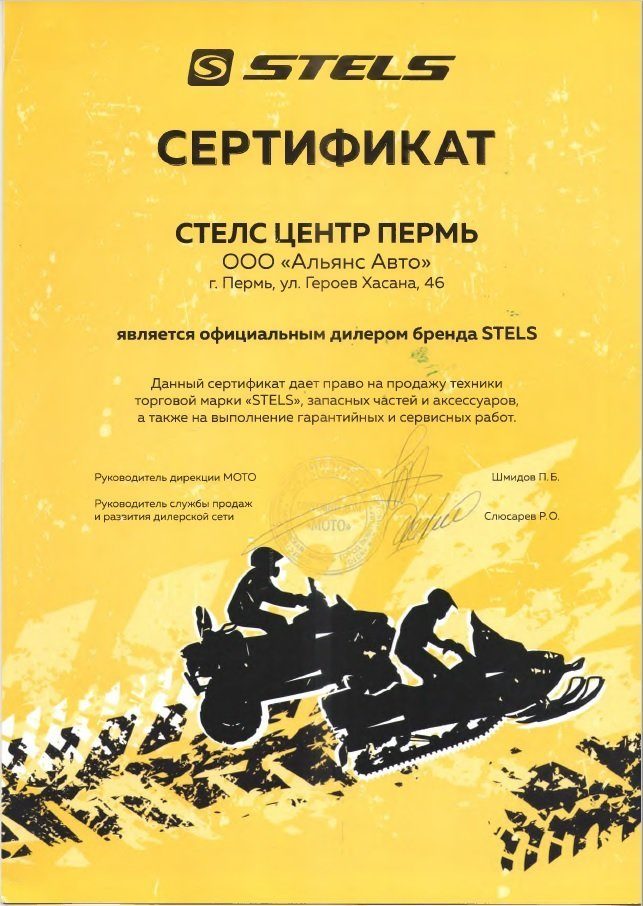 STELS
СЕРТИФИКАТ
СТЕЛС ЦЕНТР ПЕРМЬ
ООО «Альянс Авто»
г. Пермь, ул. Героев Хасана, 46
является официальным дилером бренда STELS
Данный сертификат дает право на продажу техники
торговой марки «STELS», запасных частей и аксессуаров,
а также на выполнение гарантийных и сервисных работ.
Руководитель дирекции МОТО
Шмидов П.Б.
Руководитель службы продаж
и развития дилерской сети
Слюсарев Р.О.
«МОТО»